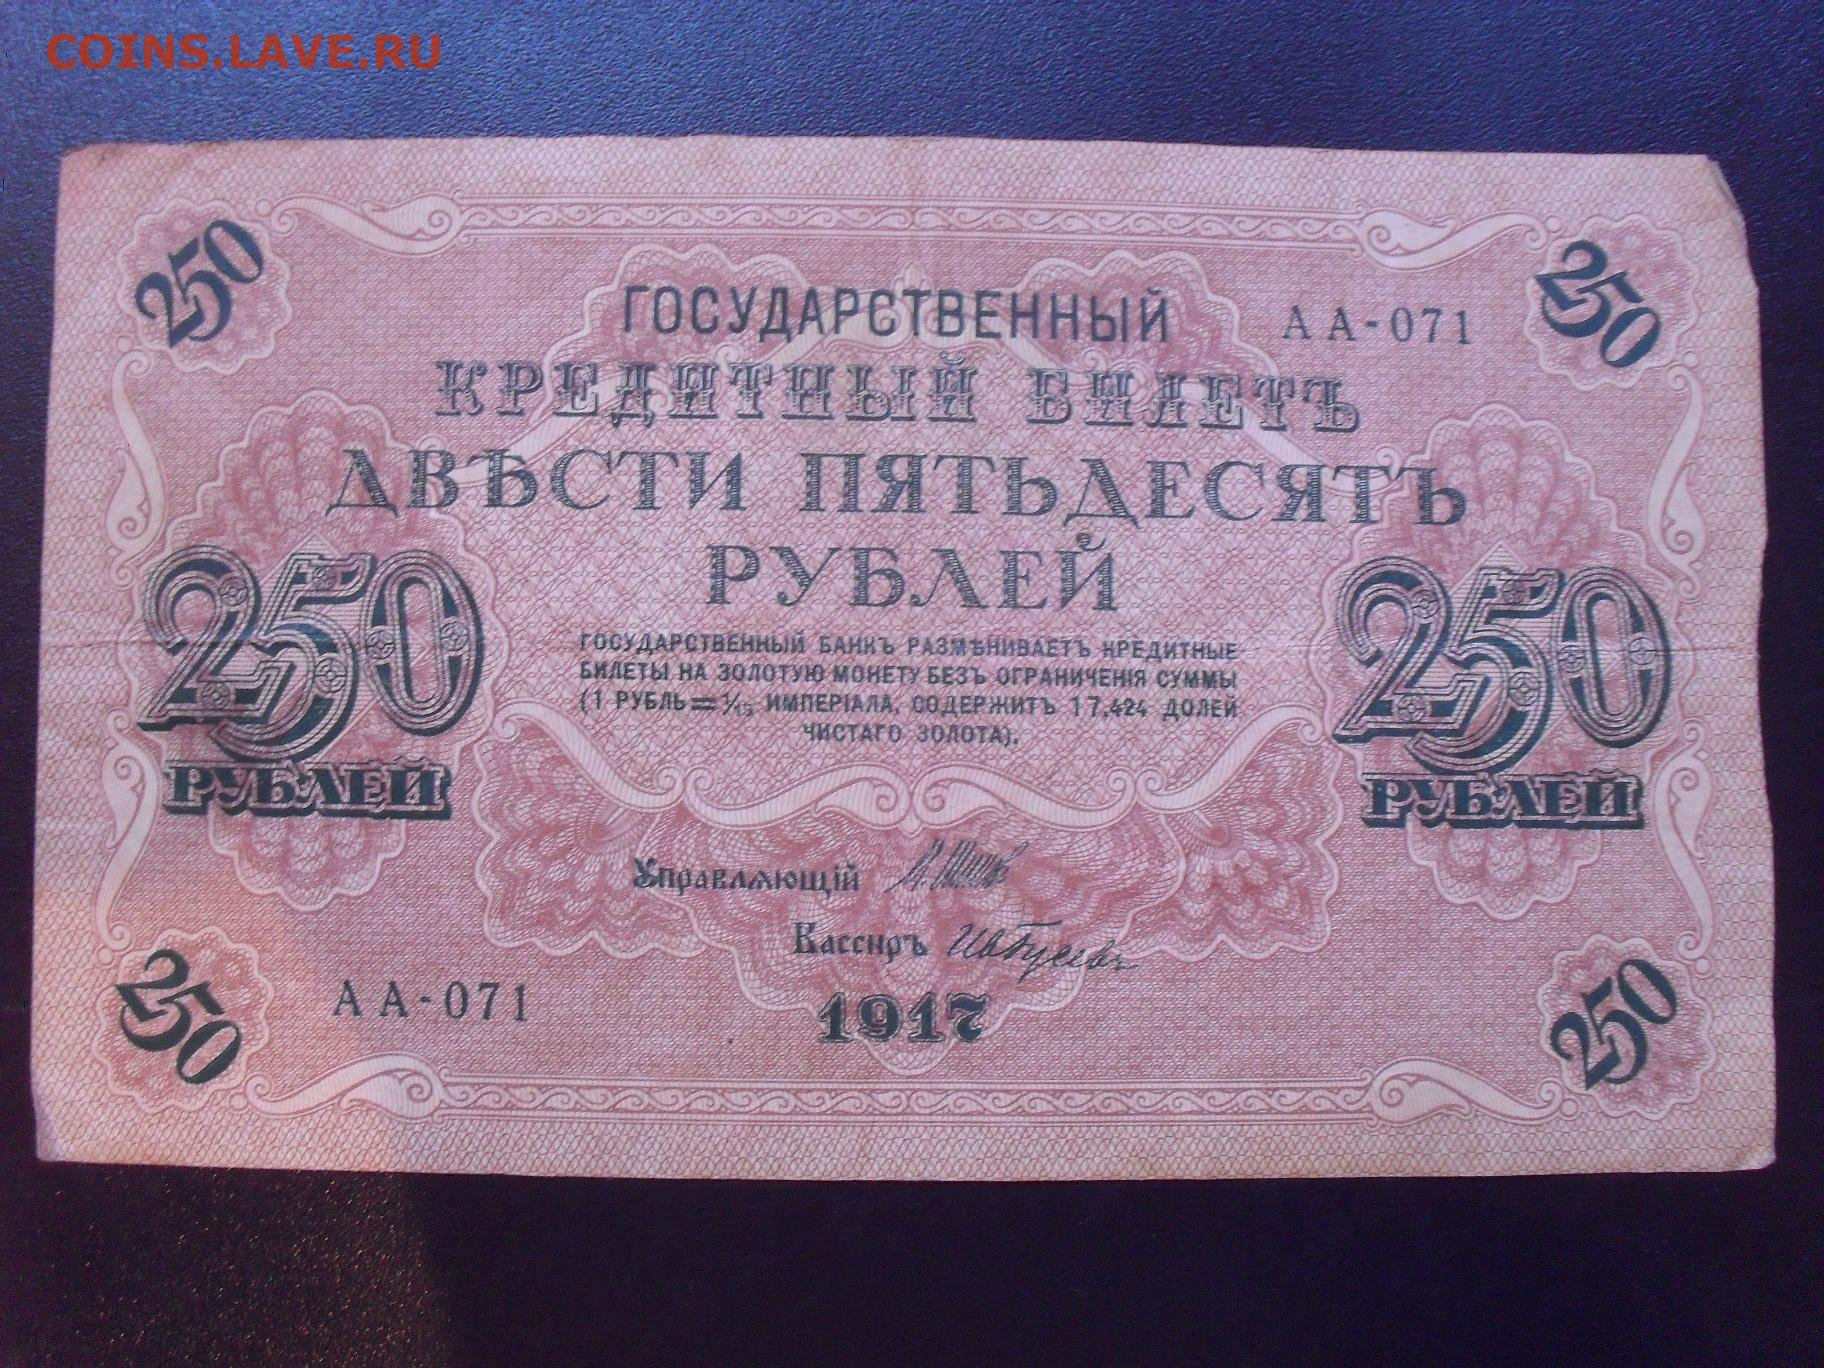 COINS.LAVE.RU
250
250
ГОСУДАРСТВЕННЫЙ
АА-071
КРЕДИТНЫЙ БИЛЕТЪ
ДВѢСТИ ПЯТЬДЕСЯТЪ
РУБЛЕЙ
250
РУБЛЕЙ
250
РУБЛЕЙ
ГОСУДАРСТВЕННЫЙ БАНКЪ РАЗМѢНИВАЕТЪ КРЕДИТНЫЕ
БИЛЕТЫ НА ЗОЛОТУЮ МОНЕТУ БЕЗЪ ОГРАНИЧЕНІЯ СУММЫ
(1 РУБЛЬ = 1/15 ИМПЕРІАЛА, СОДЕРЖИТЪ 17,424 ДОЛЕЙ
ЧИСТАГО ЗОЛОТА).
Управляющій
Кассиръ
1917
АА-071
250
250